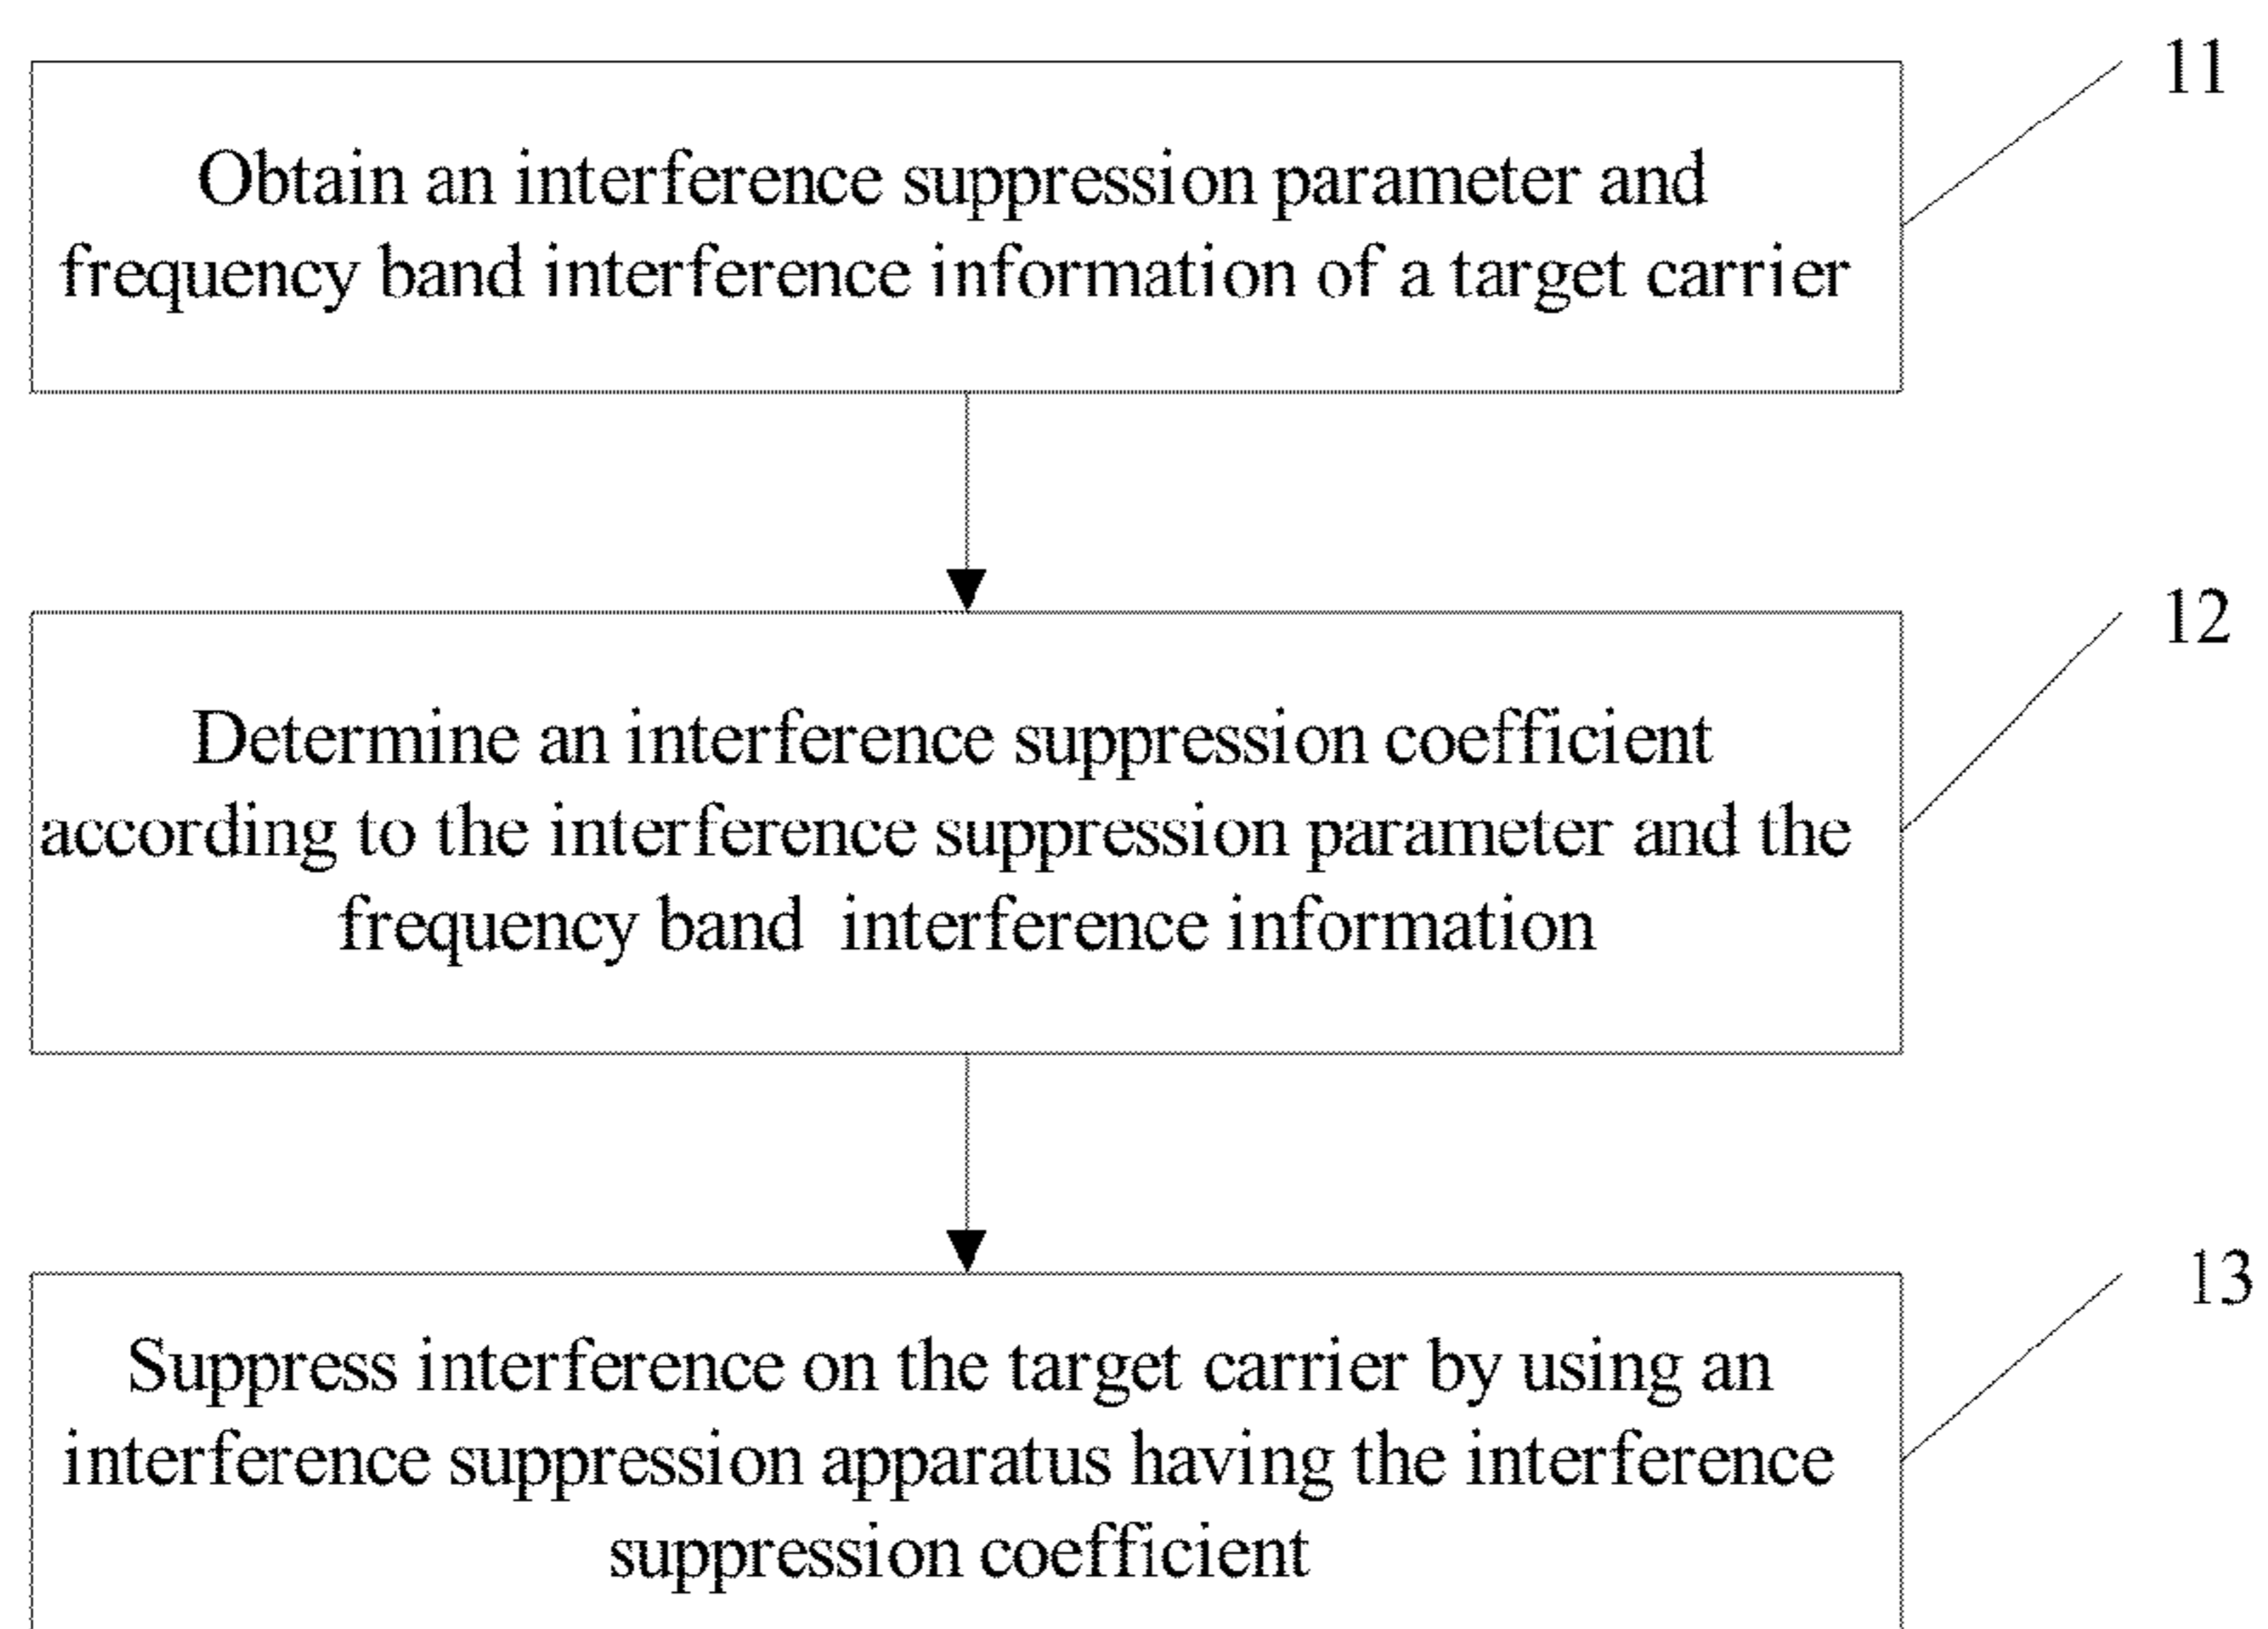 11
Obtain an interference suppression parameter and
frequency band interference information of a target carrier
12
Determine an interference suppression coefficient
according to the interference suppression parameter and the
frequency band  interference information
13
Suppress interference on the target carrier by using an
interference suppression apparatus having the interference
suppression coefficient